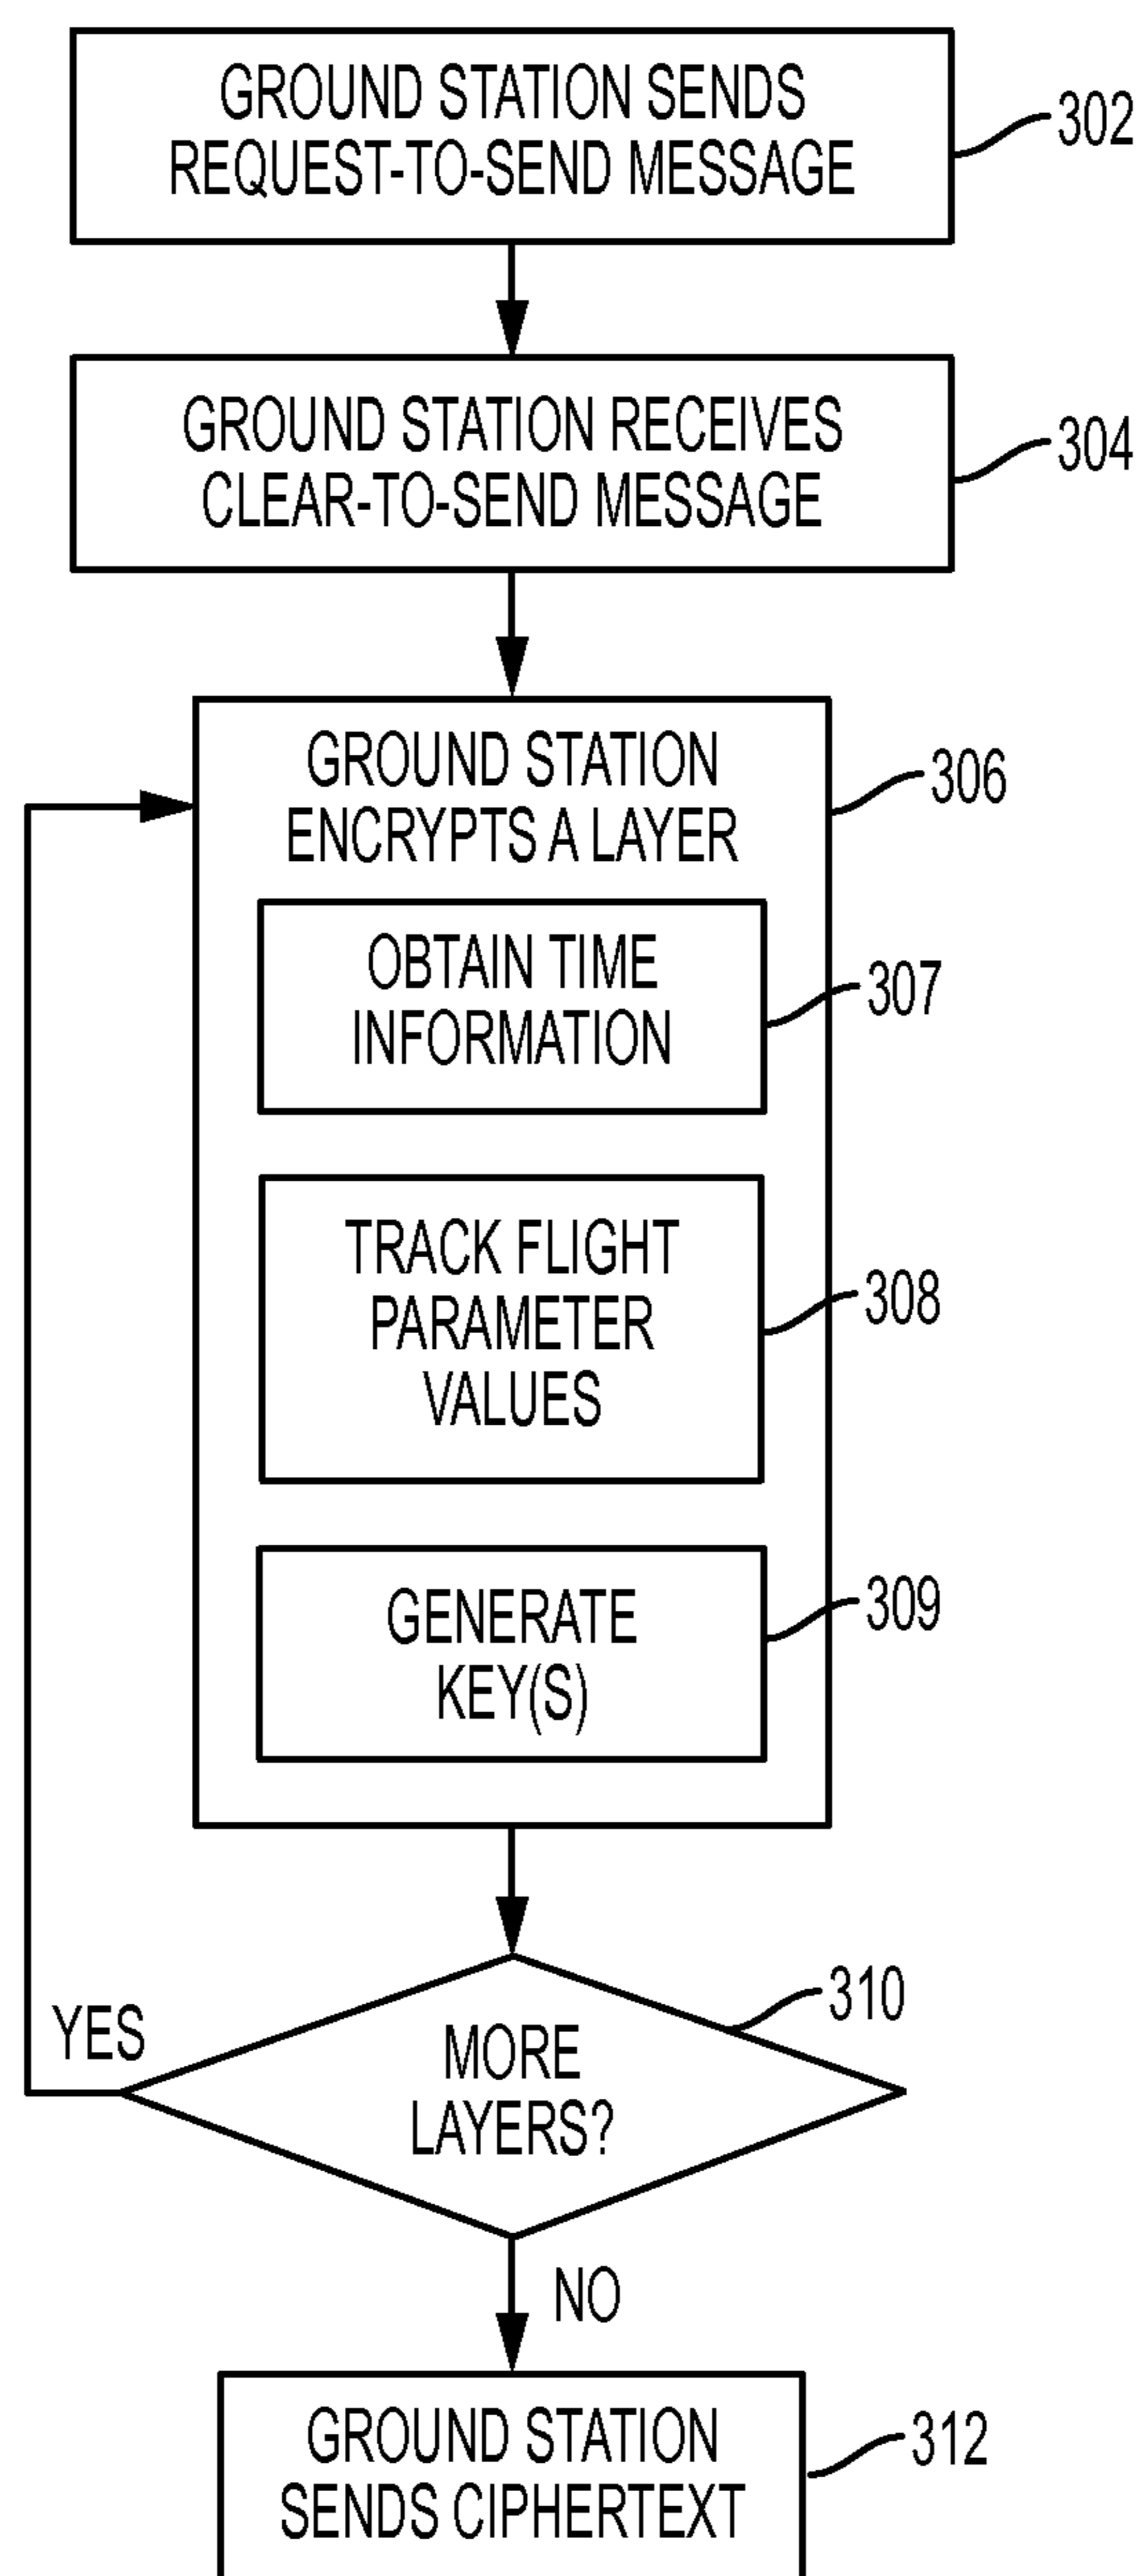 GROUND STATION SENDS
REQUEST-TO-SEND MESSAGE
302
GROUND STATION RECEIVES
CLEAR-TO-SEND MESSAGE
304
GROUND STATION
ENCRYPTS A LAYER
306
OBTAIN TIME
INFORMATION
307
TRACK FLIGHT
PARAMETER
VALUES
308
GENERATE
KEY(S)
309
310
YES
MORE
LAYERS?
NO
GROUND STATION
SENDS CIPHERTEXT
312